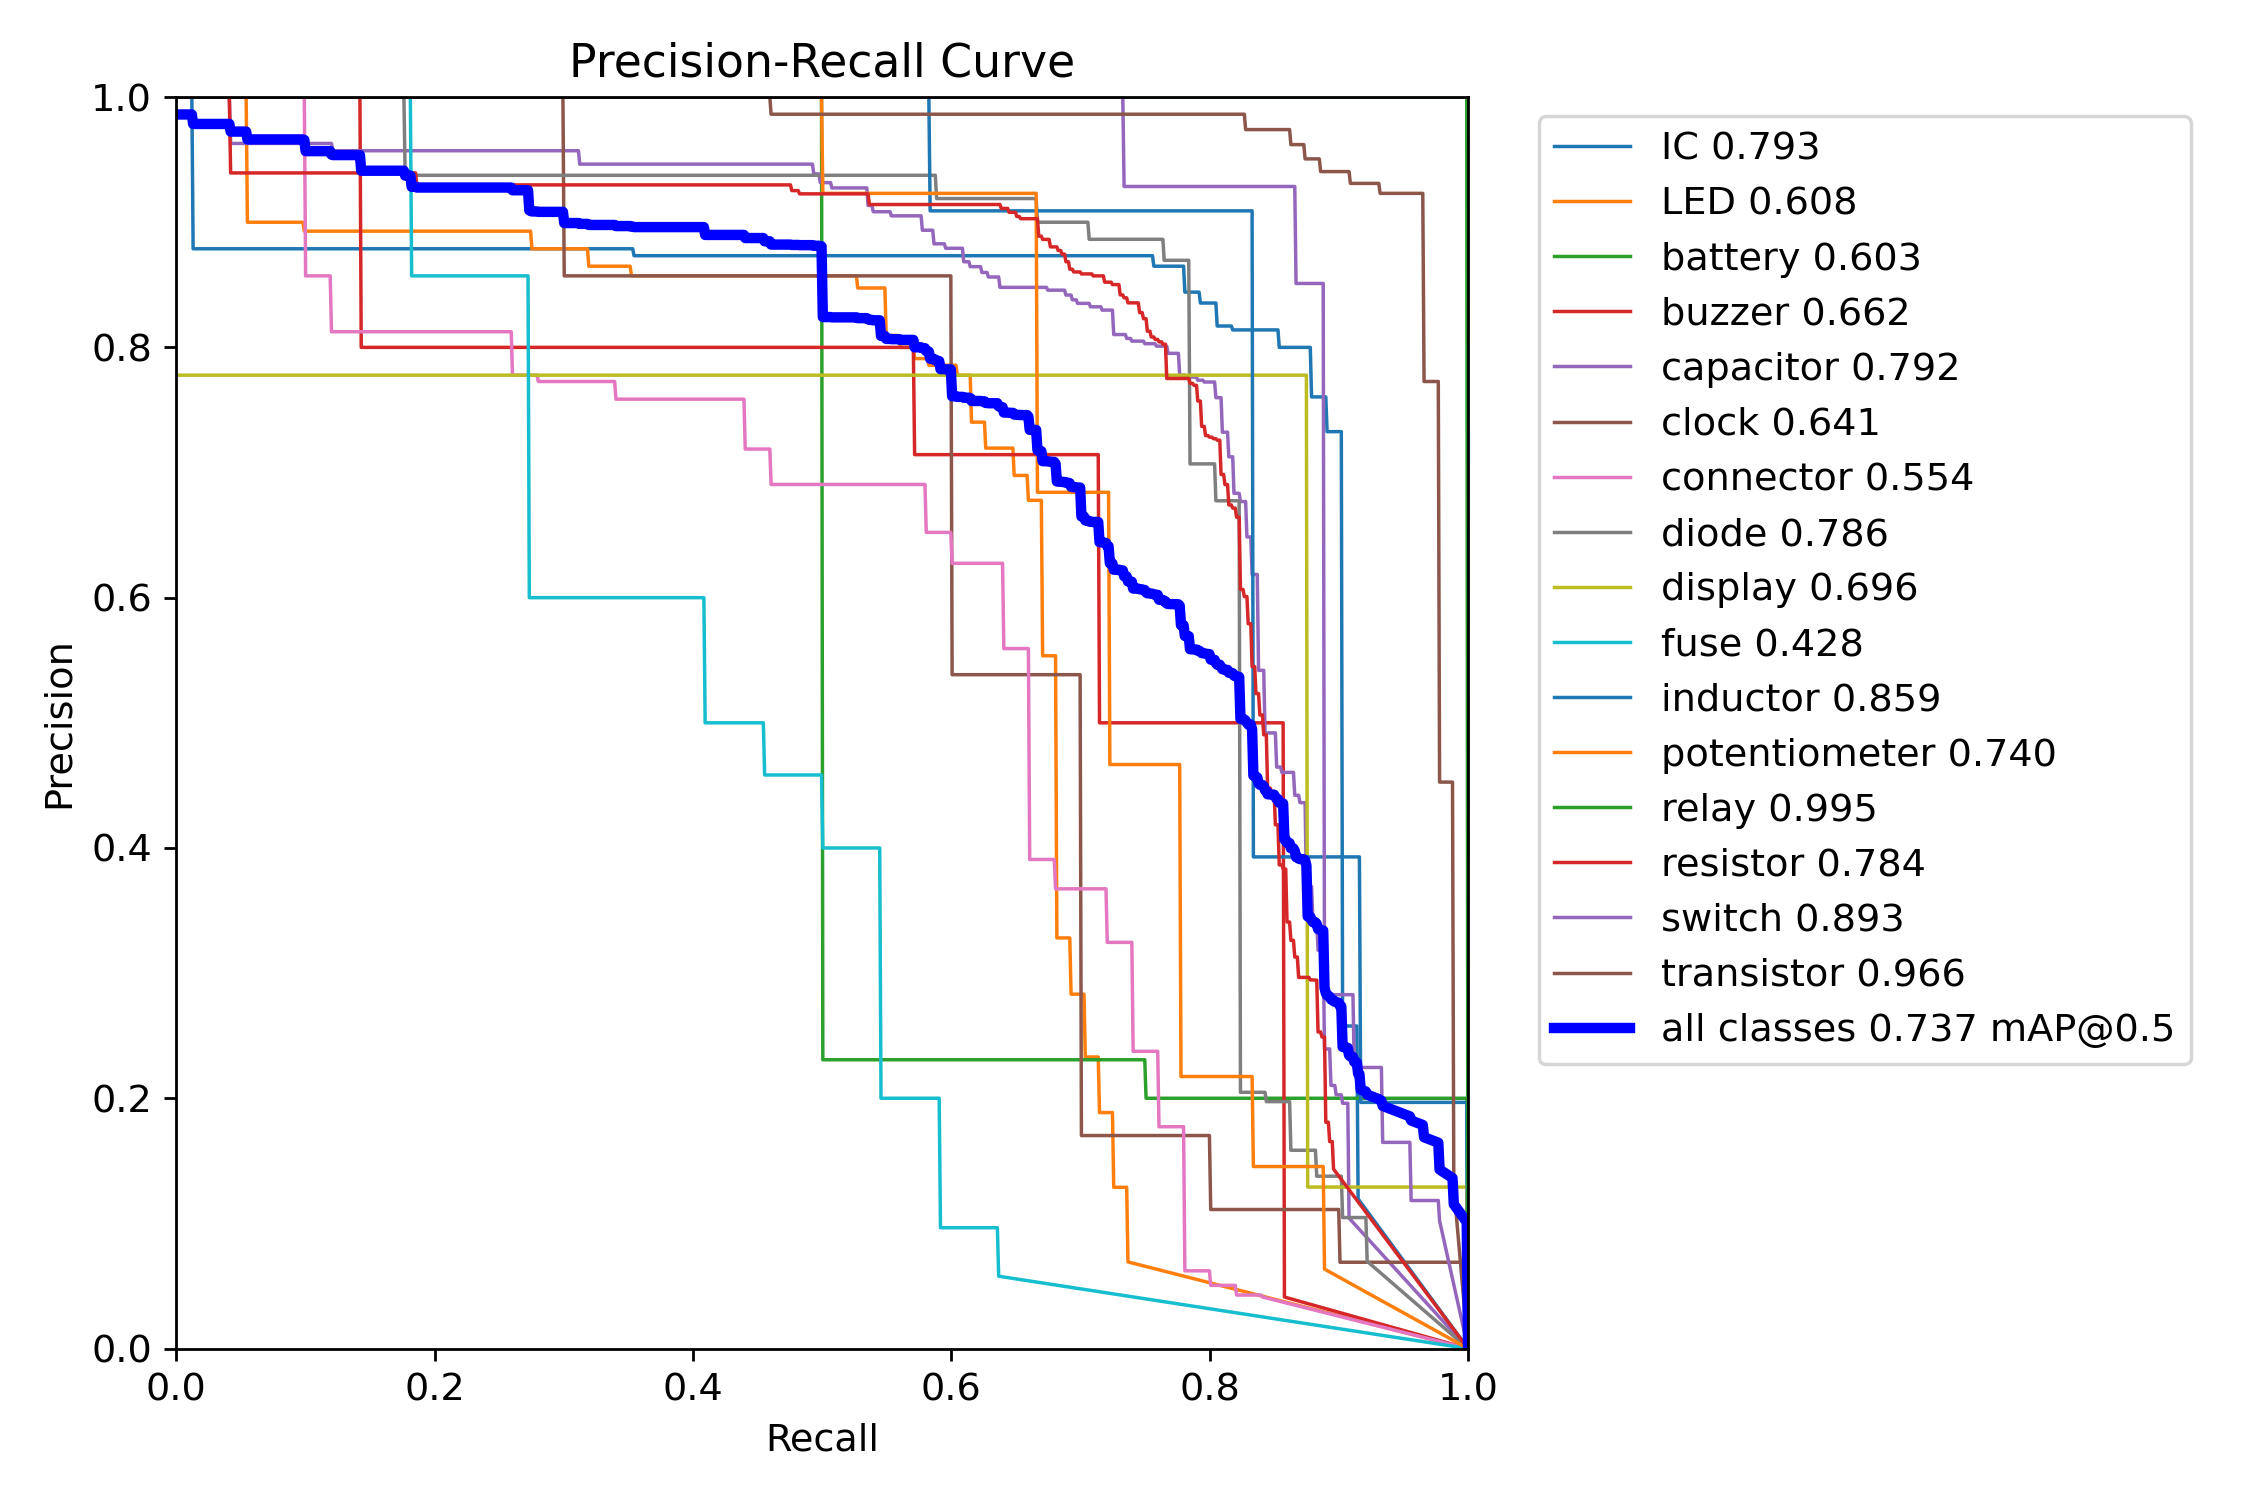 Precision-Recall Curve
1.0
0.8
0.6
0.4
0.2
0.0
Precision
0.0 0.2 0.4 0.6 0.8 1.0
Recall
IC 0.793
LED 0.608
battery 0.603
buzzer 0.662
capacitor 0.792
clock 0.641
connector 0.554
diode 0.786
display 0.696
fuse 0.428
inductor 0.859
potentiometer 0.740
relay 0.995
resistor 0.784
switch 0.893
transistor 0.966
all classes 0.737 mAP@0.5